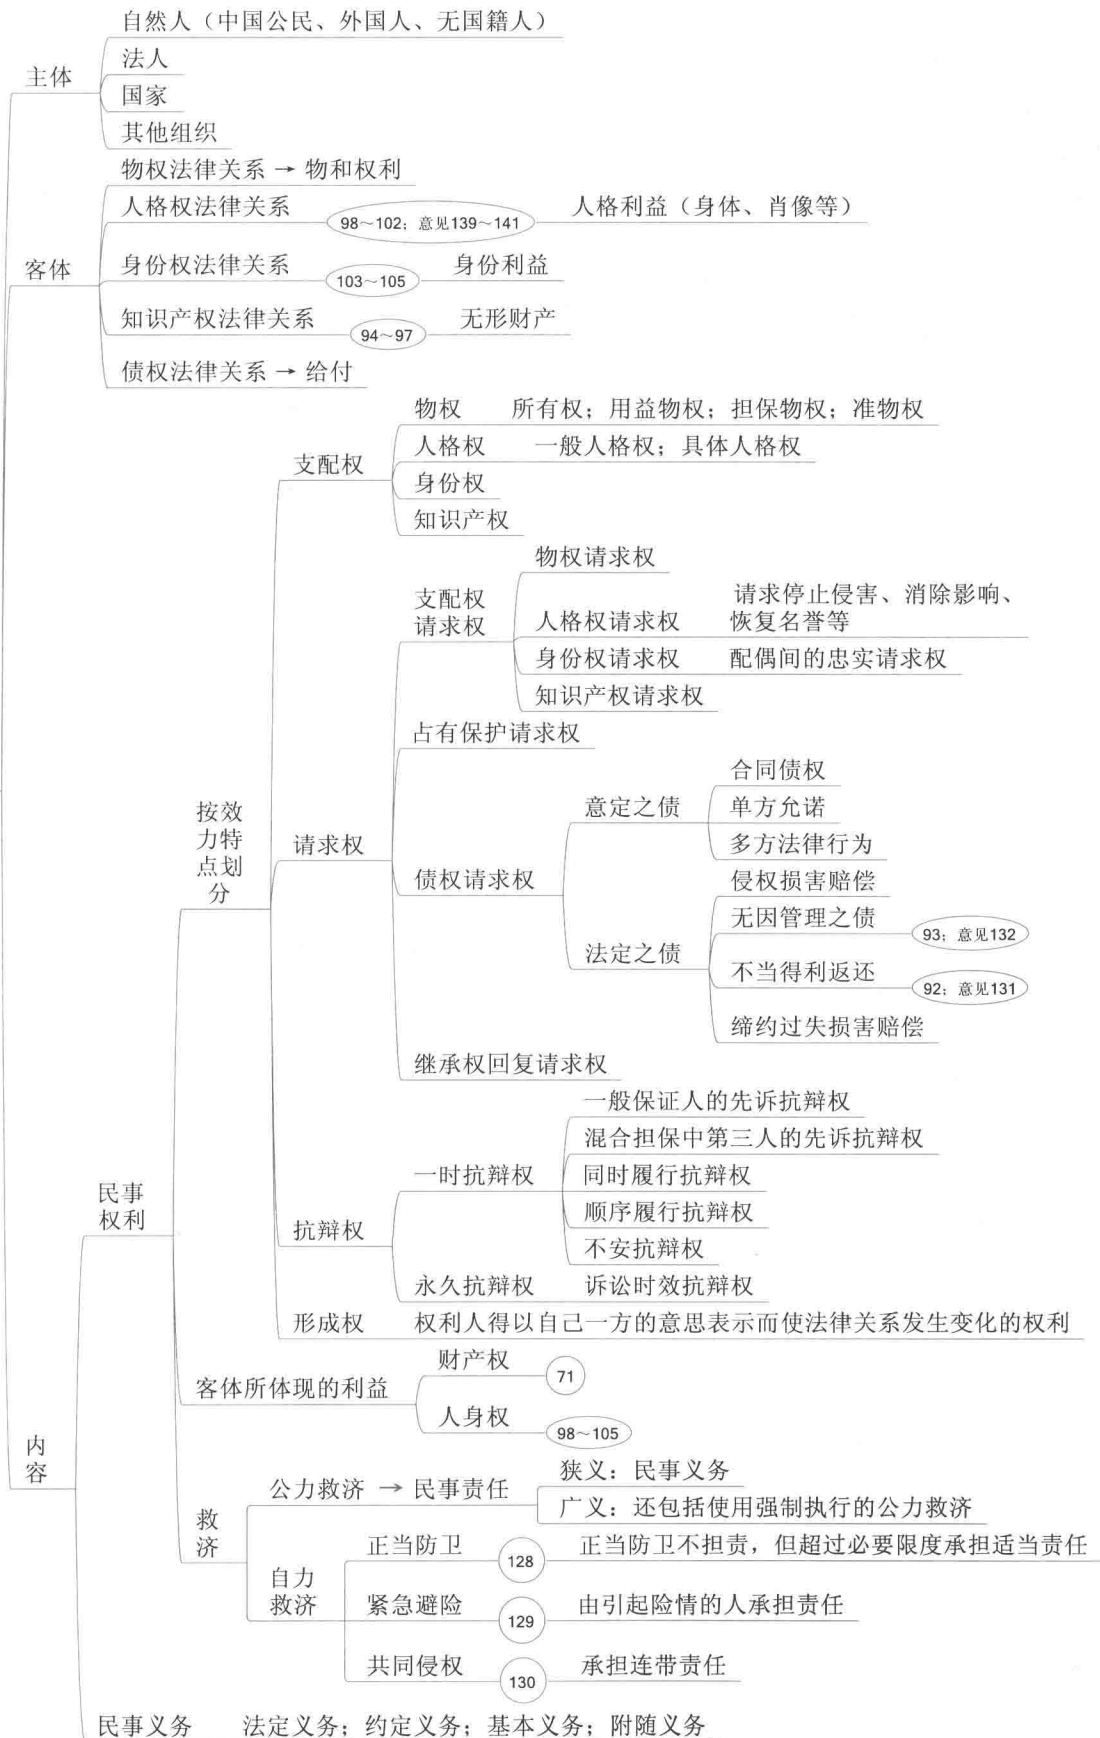 自然人（中国公民、外国人、无国籍人）
法人
主体
国家
其他组织
物权法律关系→物和权利
人格权法律关系 98～102；意见139～141 人格利益（身体、肖像等）
客体
身份权法律关系 103～105 身份利益
知识产权法律关系 94～97 无形财产
债权法律关系→给付
物权 所有权；用益物权；担保物权；准物权
人格权 一般人格权；具体人格权
支配权
身份权
知识产权
物权请求权
支配权
请求权
人格权请求权 请求停止侵害、消除影响、
恢复名誉等
身份权请求权 配偶间的忠实请求权
知识产权请求权
占有保护请求权
合同债权
意定之债 单方允诺
多方法律行为
按效
力特
点划
分
请求权
债权请求权
侵权损害赔偿
无因管理之债 93；意见132
法定之债
不当得利返还 92；意见131
缔约过失损害赔偿
继承权回复请求权
一般保证人的先诉抗辩权
混合担保中第三人的先诉抗辩权
一时抗辩权 同时履行抗辩权
顺序履行抗辩权
不安抗辩权
民事
权利
抗辩权
永久抗辩权 诉讼时效抗辩权
形成权 权利人得以自己一方的意思表示而使法律关系发生变化的权利
财产权 71
客体所体现的利益
人身权 98～105
内
容
狭义：民事义务
公力救济→民事责任
广义：还包括使用强制执行的公力救济
救
济
正当防卫 128 正当防卫不担责，但超过必要限度承担适当责任
自力
救济
紧急避险 129 由引起险情的人承担责任
共同侵权 130 承担连带责任
民事义务 法定义务；约定义务；基本义务；附随义务